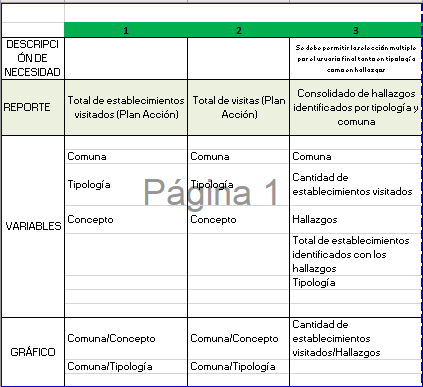 1 2 3
DESCRIPCI
ÓN DE
NECESIDAD
Se debe permitir la selección multiple
por el usuario final tanto en tipología
como en hallazgos
REPORTE
Total de establecimientos
visitados (Plan Acción)
Total de visitas (Plan
Acción)
Consolidado de hallazgos
identificados por tipología y
comuna
VARIABLES
Comuna Comuna Comuna
Tipología Tipología Cantidad de
establecimientos visitados
Concepto Concepto Hallazgos
Total de establecimientos
identificados con los
hallazgos
Tipología
Página 1
GRÁFICO
Comuna/Concepto Comuna/Concepto Cantidad de
establecimientos
visitados/Hallazgos
Comuna/Tipología Comuna/Tipología